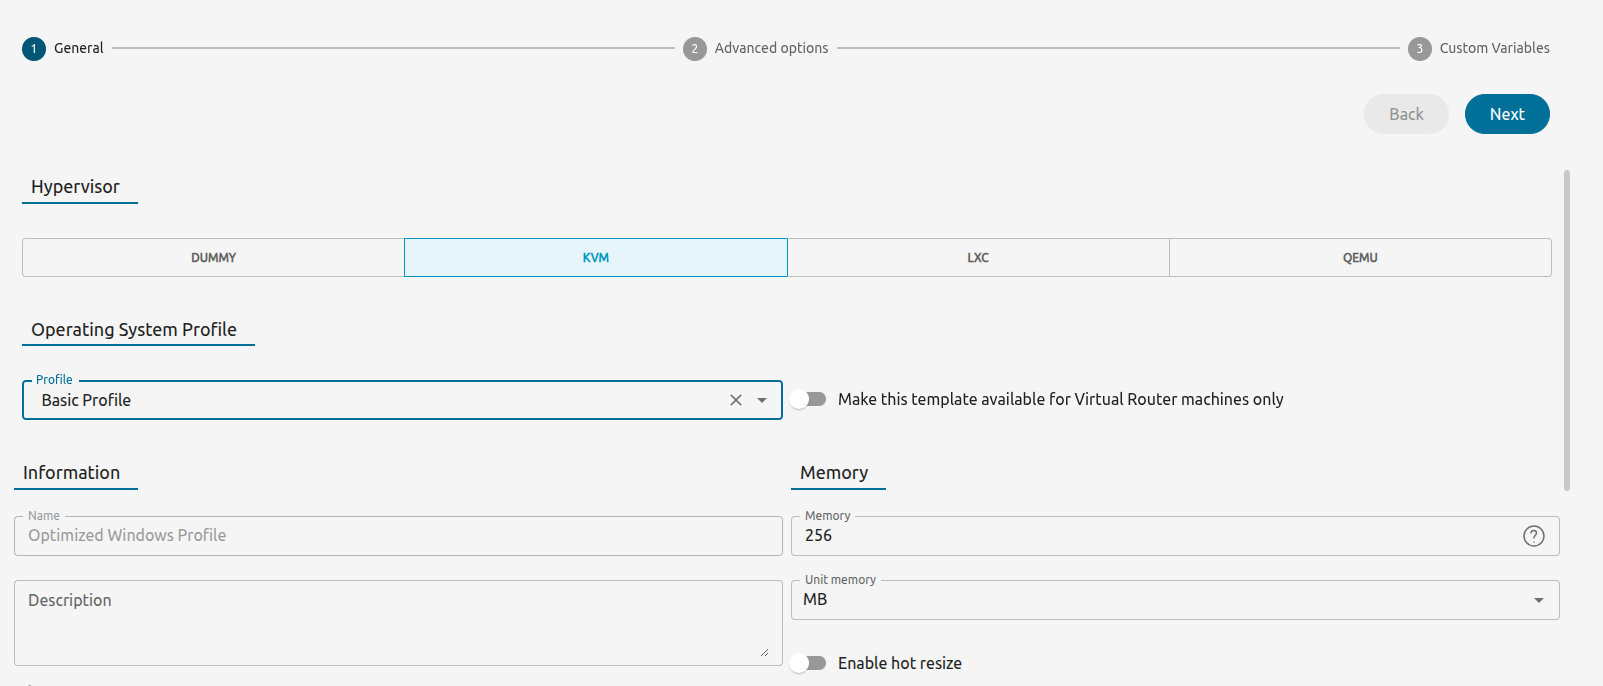 1 General 2 Advanced options 3 Custom Variables
Back Next
Hypervisor
DUMMY KVM LXC QEMU
Operating System Profile
Profile
Basic Profile Make this template available for Virtual Router machines only
Information Memory
Name Memory
Optimized Windows Profile 256 ?
Unit memory
Description MB
Enable hot resize